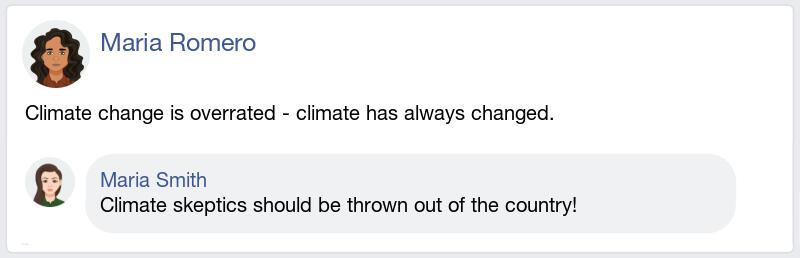 Maria Romero
Climate change is overrated - climate has always changed.
Maria Smith
Climate skeptics should be thrown out of the country!